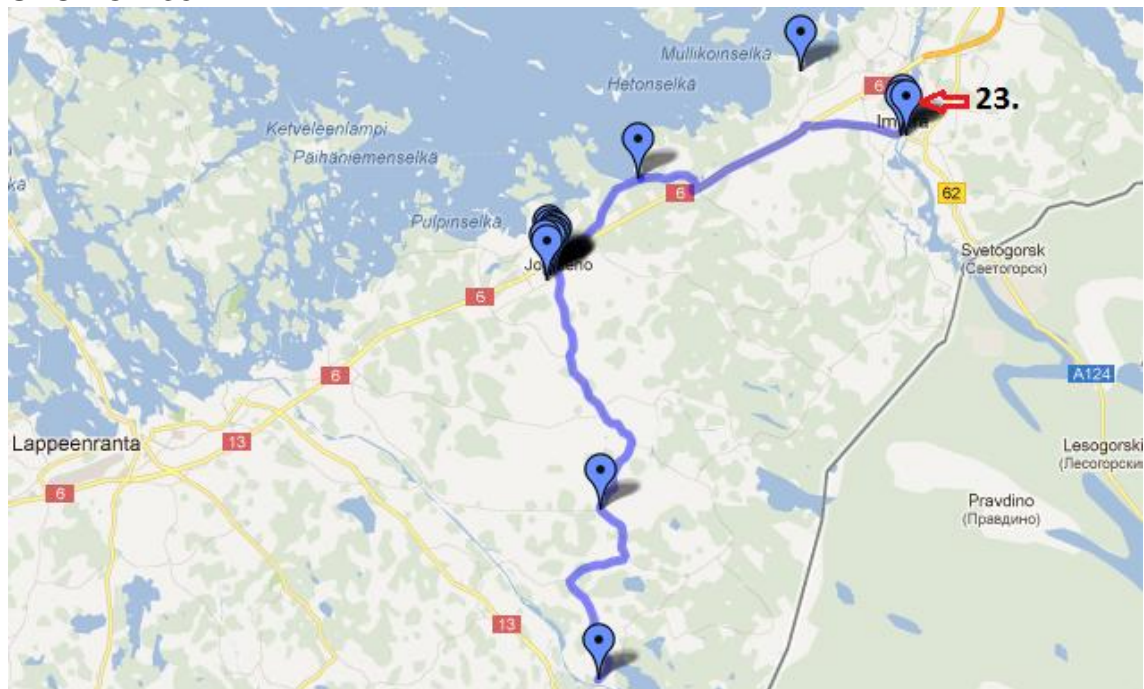 Mullikoinselkä
Hetonselkä
6
23.
Ketveleenlampi
Päihäniemenselkä
6
62
Pulpinselkä
Svetogorsk
(Светогорск)
6
6
A124
Lappeenranta
13
Lesogorski
(Лесогорский
6
Pravdino
(Правдино)
13